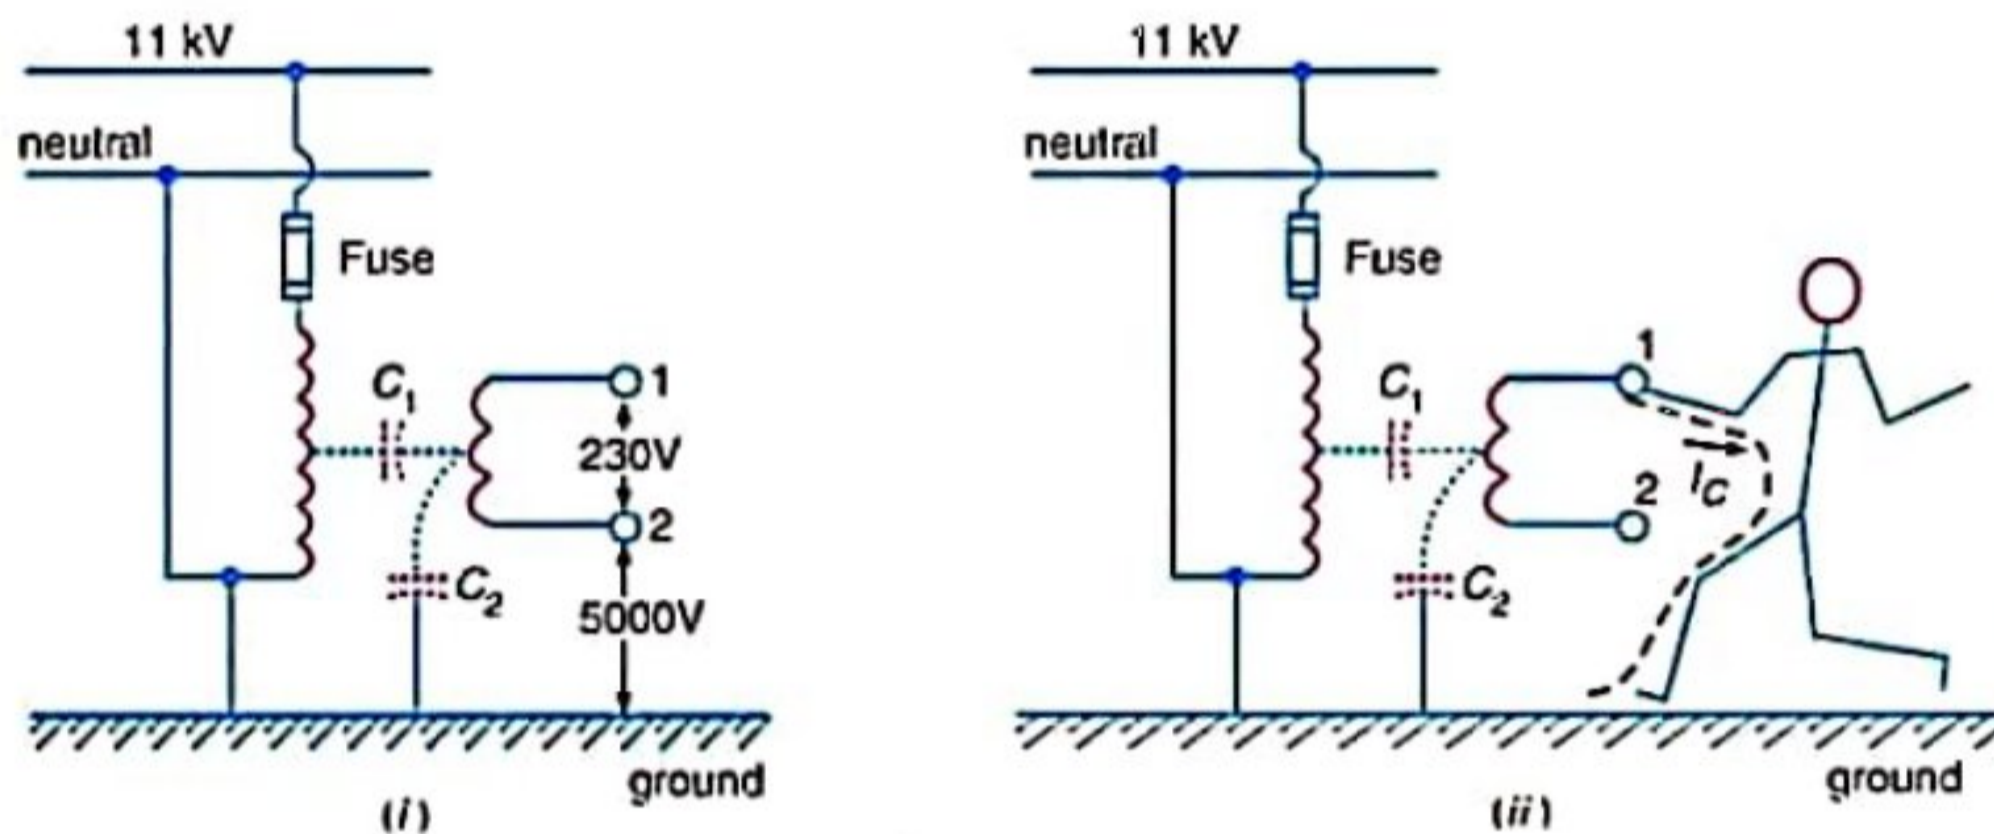 11 kV
neutral
Fuse
C1
1
230V
2
C2
5000V
ground
(i)
11 kV
neutral
Fuse
C1
1
2
IC
C2
ground
(ii)